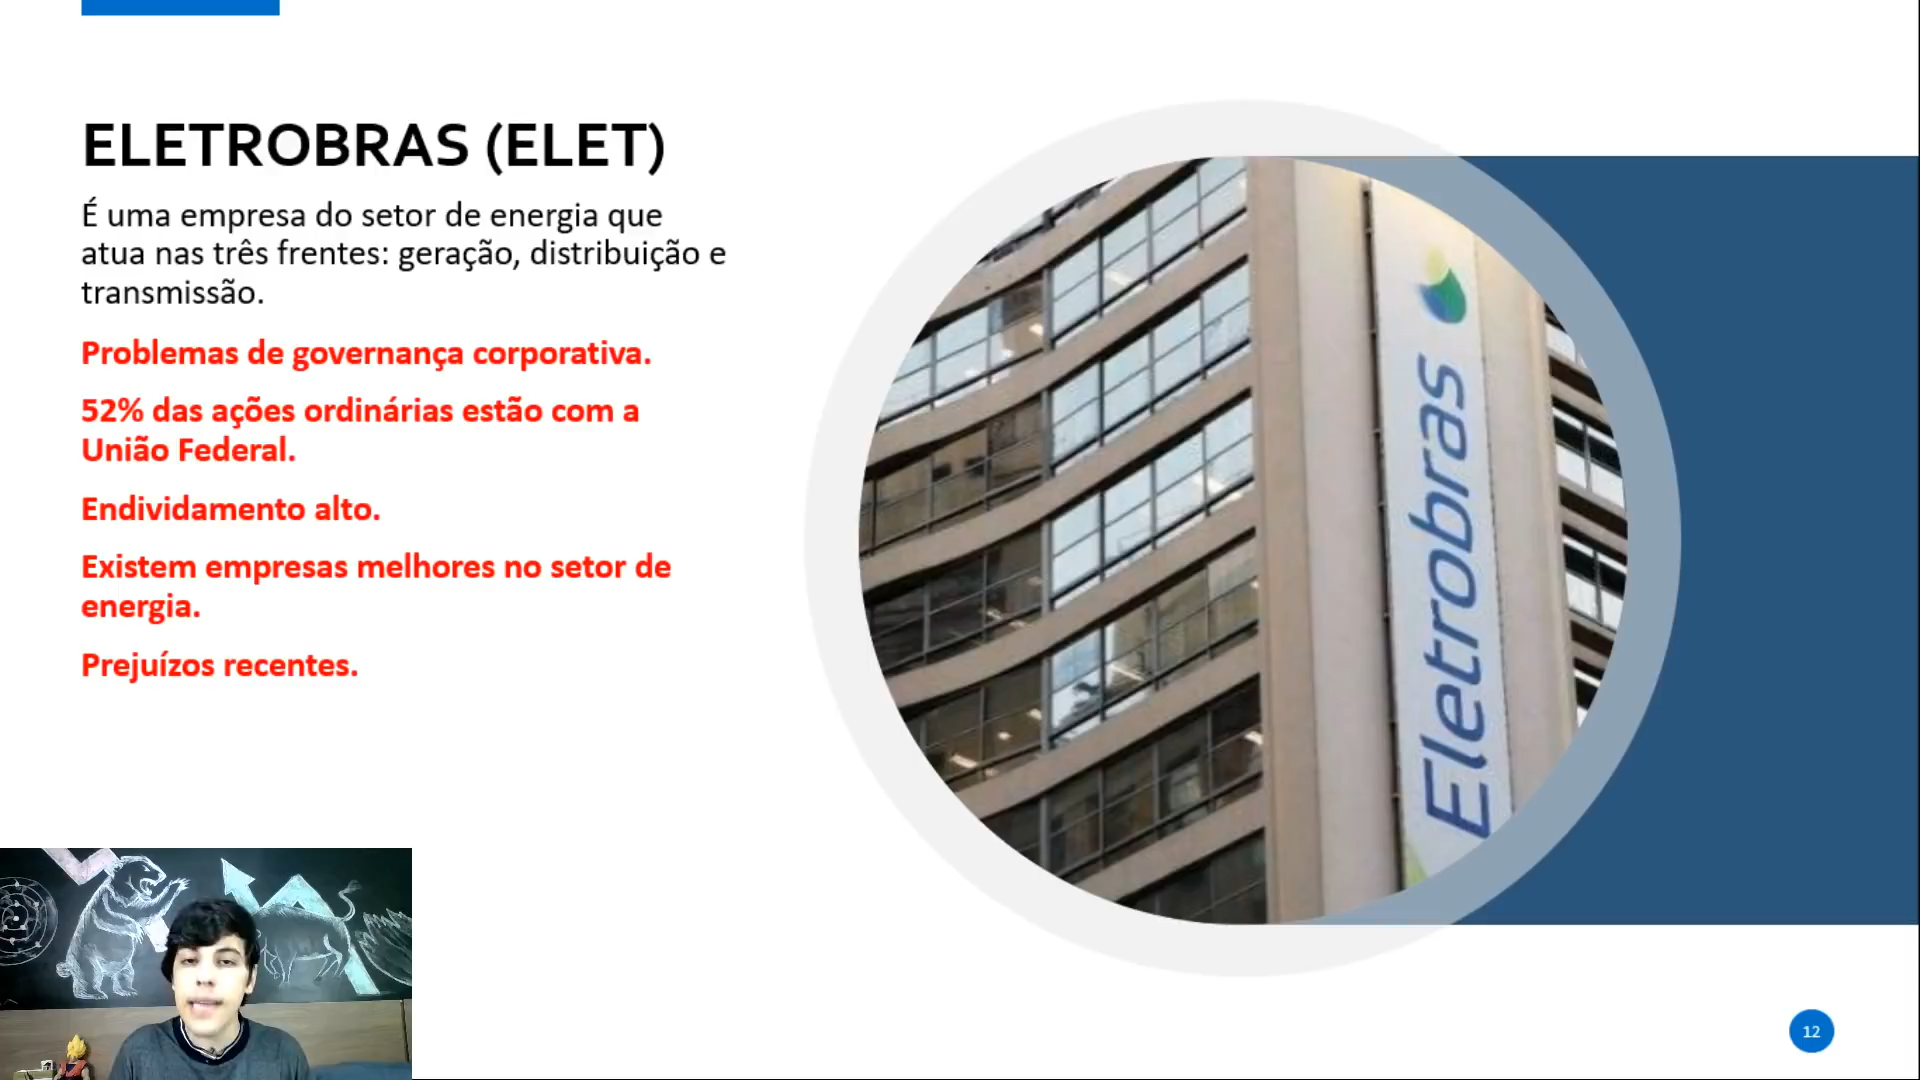 ELETROBRAS (ELET)
É uma empresa do setor de energia que
atua nas três frentes: geração, distribuição e
transmissão.
Problemas de governança corporativa.
52% das ações ordinárias estão com a
União Federal.
Endividamento alto.
Existem empresas melhores no setor de
energia.
Prejuízos recentes.
Eletrobras
12